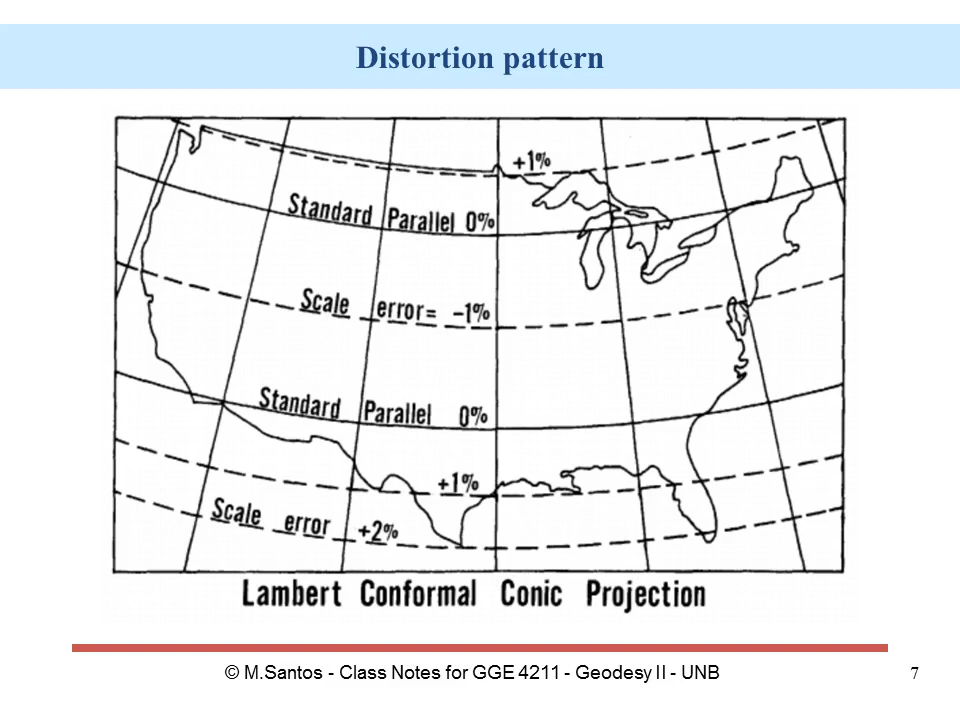 Distortion pattern
+1%
Standard Parallel 0%
Scale error= -1%
Standard Parallel 0%
+1%
Scale error +2%
Lambert Conformal Conic Projection
© M.Santos - Class Notes for GGE 4211 - Geodesy II - UNB
7